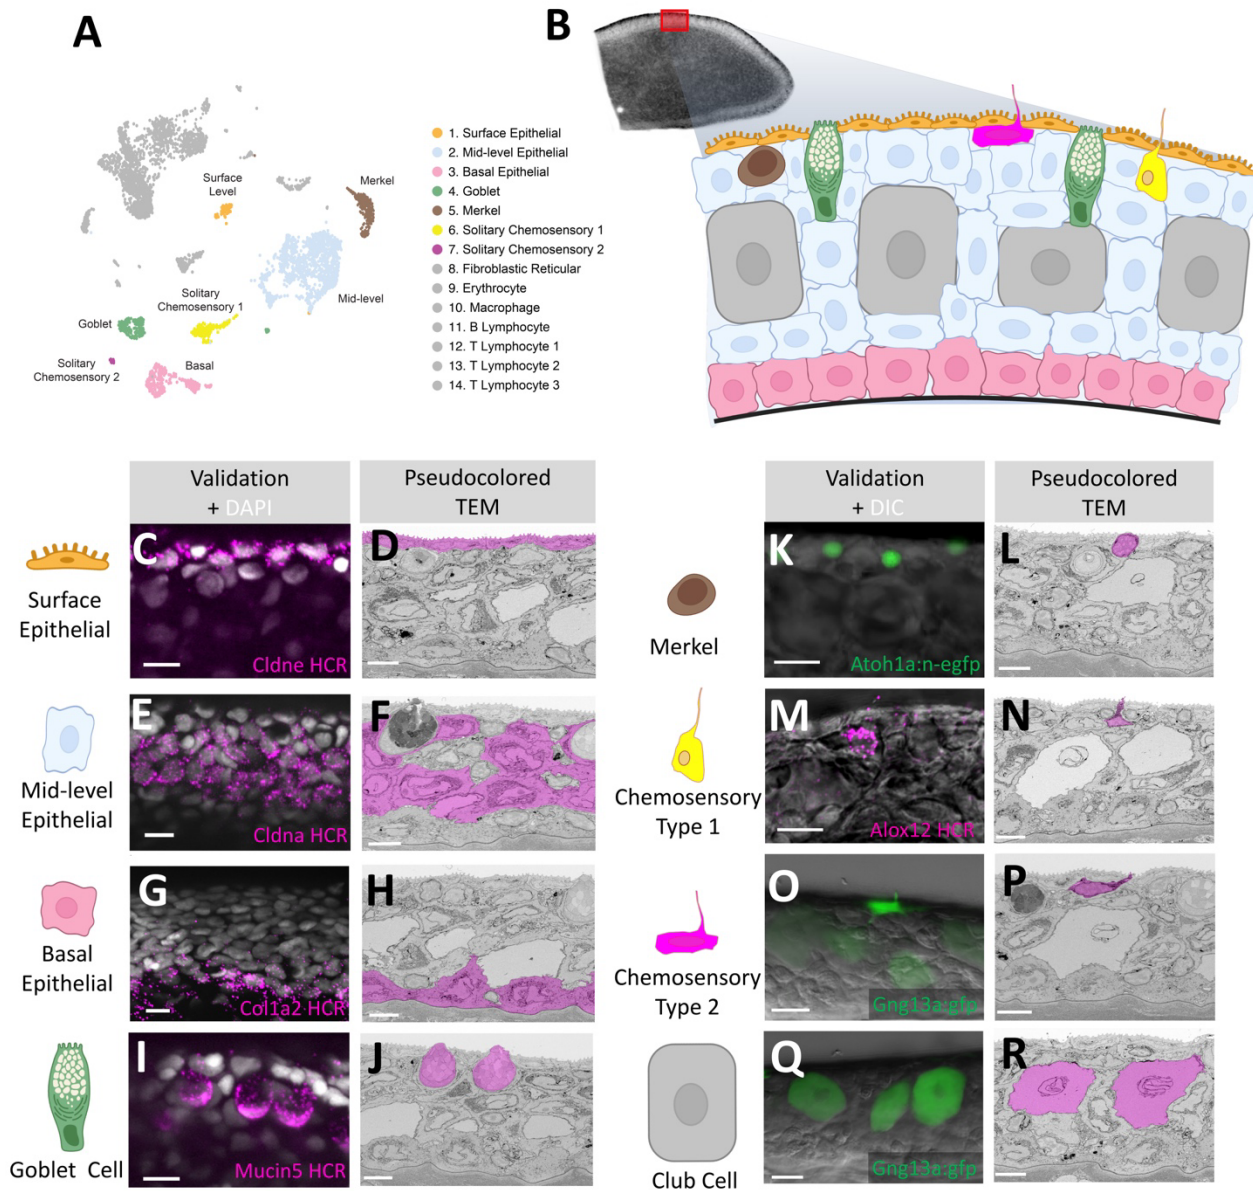 A
B
Surface
Level
Merkel
Solitary
Chemosensory 1
Mid-level
Goblet
Solitary
Chemosensory 2
Basal
1. Surface Epithelial
2. Mid-level Epithelial
3. Basal Epithelial
4. Goblet
5. Merkel
6. Solitary Chemosensory 1
7. Solitary Chemosensory 2
8. Fibroblastic Reticular
9. Erythrocyte
10. Macrophage
11. B Lymphocyte
12. T Lymphocyte 1
13. T Lymphocyte 2
14. T Lymphocyte 3
Validation
+ DAPI
Pseudocolored
TEM
Surface
Epithelial
C
Cldne HCR
D
Mid-level
Epithelial
E
Cldna HCR
F
Basal
Epithelial
G
Col1a2 HCR
H
Goblet Cell
I
Mucin5 HCR
J
Validation
+ DIC
Pseudocolored
TEM
Merkel
K
Atoh1a:n-egfp
L
Chemosensory
Type 1
M
Alox12 HCR
N
Chemosensory
Type 2
O
Gng13a:gfp
P
Club Cell
Q
Gng13a:gfp
R